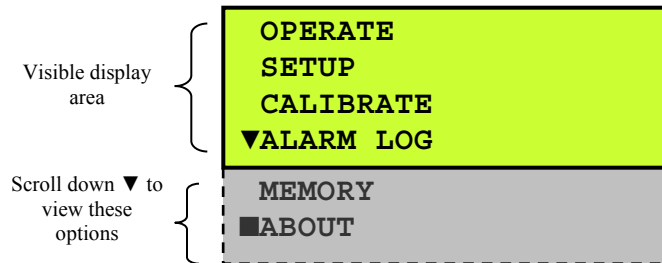 Visible display
area
OPERATE
SETUP
CALIBRATE
▼ALARM LOG
Scroll down ▼ to
view these
options
MEMORY
■ABOUT